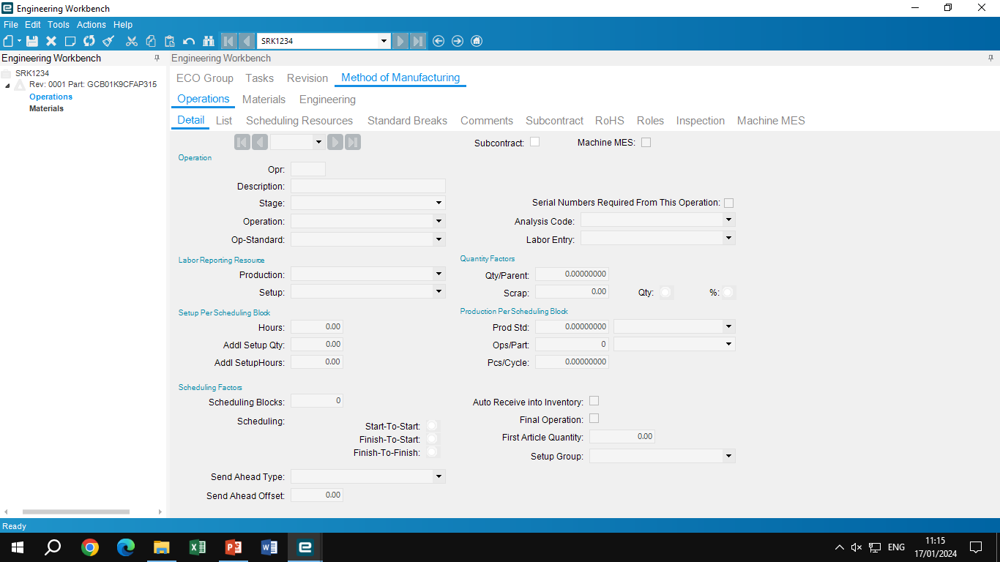 Engineering Workbench
File Edit Tools Actions Help
SRK1234
Engineering Workbench
SRK1234
Rev: 0001 Part: GCB01K9CFAP315
Operations
Materials
Engineering Workbench
ECO Group Tasks Revision Method of Manufacturing
Operations Materials Engineering
Detail List Scheduling Resources Standard Breaks Comments Subcontract RoHS Roles Inspection Machine MES
Subcontract: Machine MES:
Operation
Opr:
Description:
Stage: Serial Numbers Required From This Operation:
Operation: Analysis Code:
Op-Standard: Labor Entry:
Labor Reporting Resource Quantity Factors
Production: Qty/Parent: 0.00000000
Setup: Scrap: 0.00 Qty: %:
Setup Per Scheduling Block Production Per Scheduling Block
Hours: 0.00 Prod Std: 0.00000000
Addl Setup Qty: 0.00 Ops/Part: 0
Addl SetupHours: 0.00 Pcs/Cycle: 0.00000000
Scheduling Factors
Scheduling Blocks: 0 Auto Receive into Inventory:
Scheduling: Final Operation:
Start-To-Start:
Finish-To-Start: First Article Quantity: 0.00
Finish-To-Finish: Setup Group:
Send Ahead Type:
Send Ahead Offset: 0.00
Ready
ENG 11:15
17/01/2024